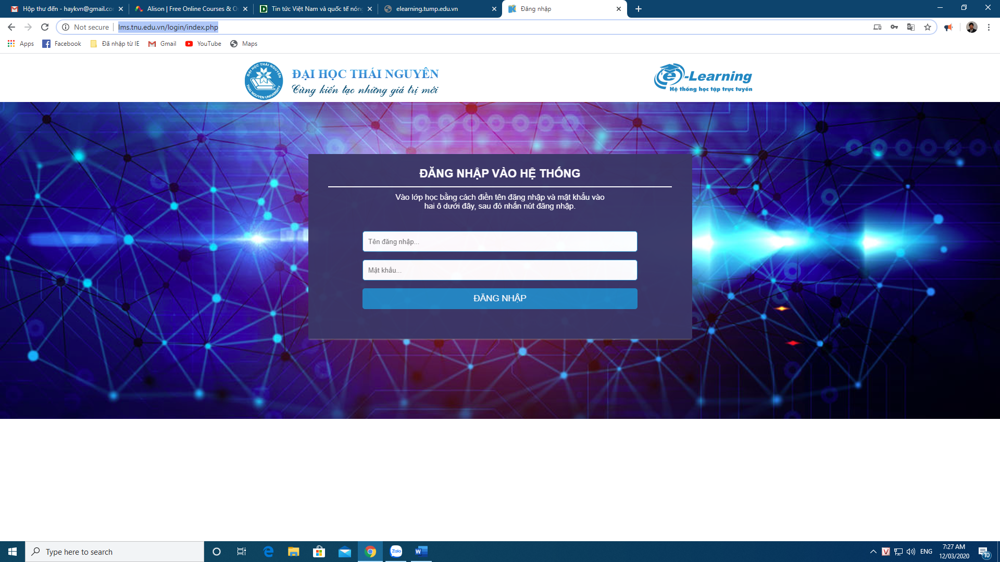 Hộp thư đến - haykvn@gmail.co
Alison | Free Online Courses & O
Tin tức Việt Nam và quốc tế nóng
elearning.tump.edu.vn
Đăng nhập
Not secure
lms.tnu.edu.vn/login/index.php
Apps
Facebook
Đã nhập từ IE
Gmail
YouTube
Maps
ĐẠI HỌC THÁI NGUYÊN
THAI NGUYEN UNIVERSITY
ĐẠI HỌC THÁI NGUYÊN
Cùng kiến tạo những giá trị mới
e-Learning
Hệ thống học tập trực tuyến
ĐĂNG NHẬP VÀO HỆ THỐNG
Vào lớp học bằng cách điền tên đăng nhập và mật khẩu vào
hai ô dưới đây, sau đó nhấn nút đăng nhập.
Tên đăng nhập...
Mật khẩu...
ĐĂNG NHẬP
Type here to search
Zalo
W
V
ENG
7:27 AM
12/03/2020
10